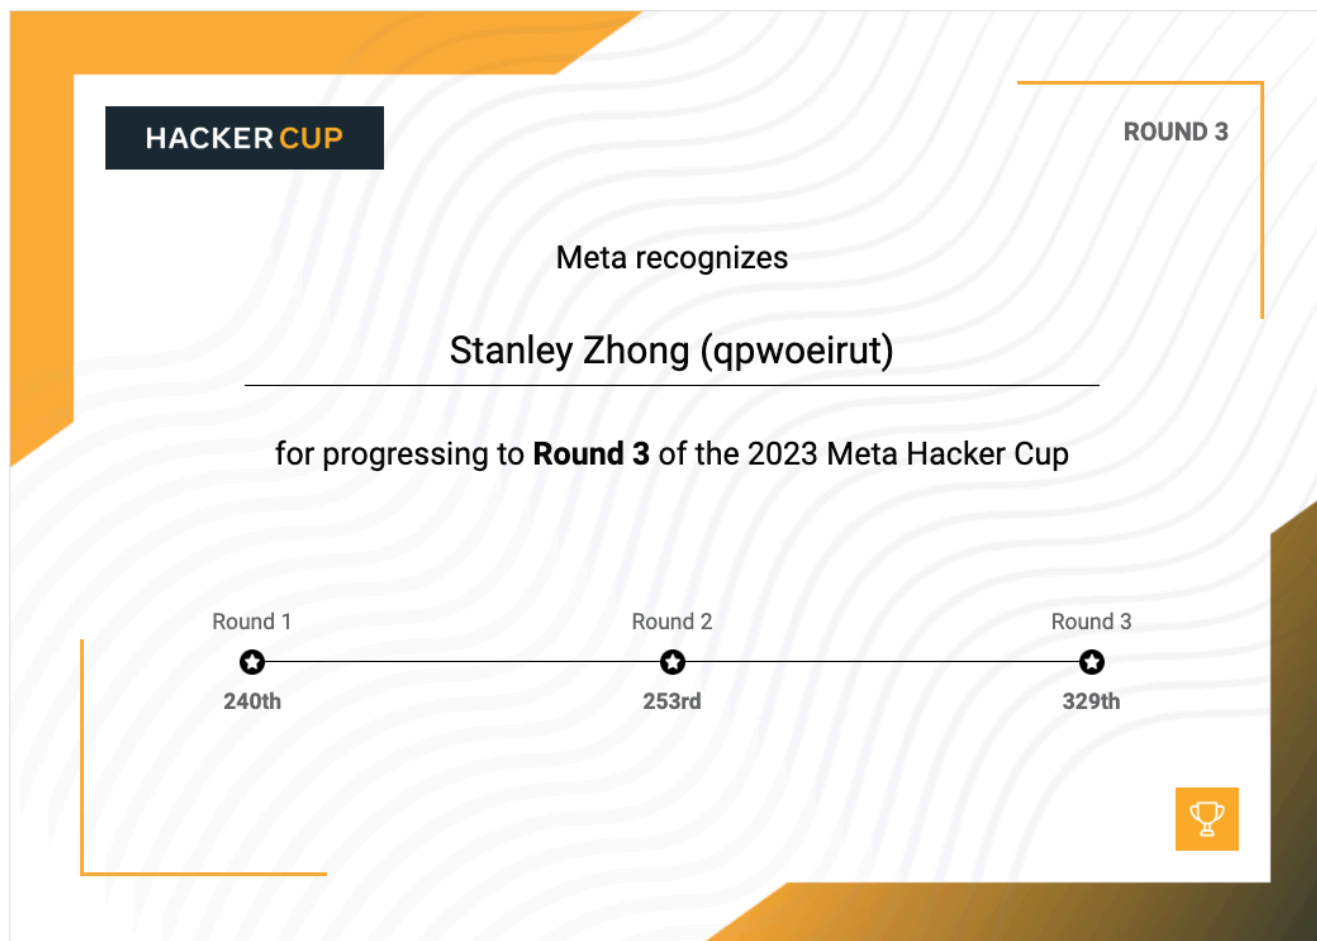 HACKER CUP
ROUND 3
Meta recognizes
Stanley Zhong (qpwoeirut)
for progressing to Round 3 of the 2023 Meta Hacker Cup
Round 1
Round 2
Round 3
240th
253rd
329th